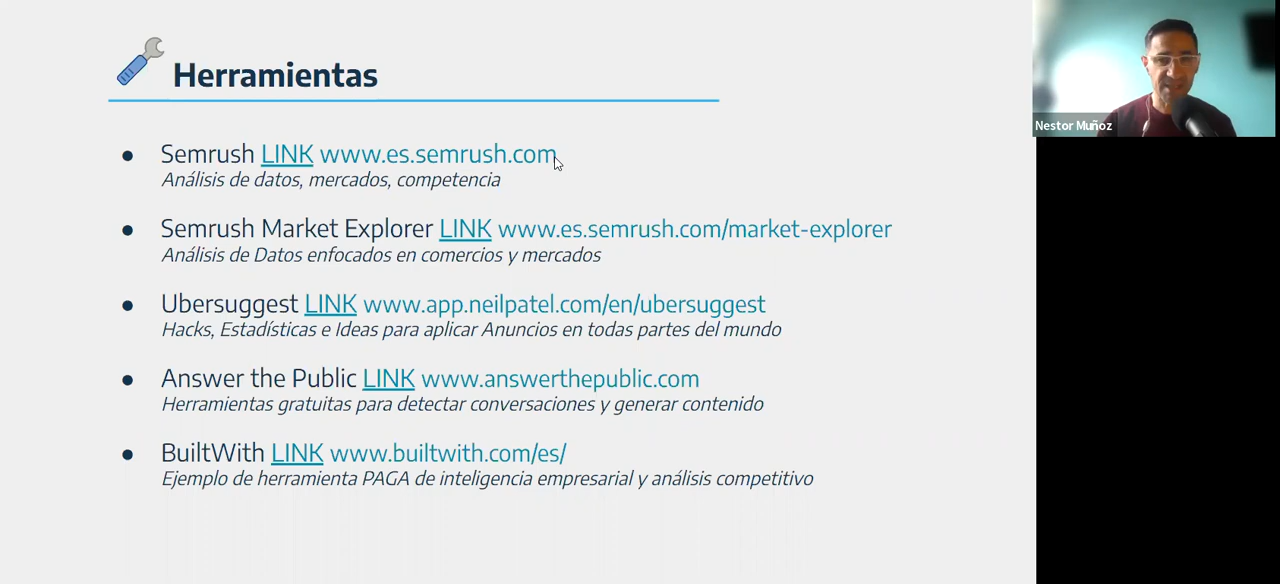 Herramientas
Nestor Muñoz
● Semrush LINK www.es.semrush.com
Análisis de datos, mercados, competencia
● Semrush Market Explorer LINK www.es.semrush.com/market-explorer
Análisis de Datos enfocados en comercios y mercados
● Ubersuggest LINK www.app.neilpatel.com/en/ubersuggest
Hacks, Estadísticas e Ideas para aplicar Anuncios en todas partes del mundo
● Answer the Public LINK www.answerthepublic.com
Herramientas gratuitas para detectar conversaciones y generar contenido
● BuiltWith LINK www.builtwith.com/es/
Ejemplo de herramienta PAGA de inteligencia empresarial y análisis competitivo